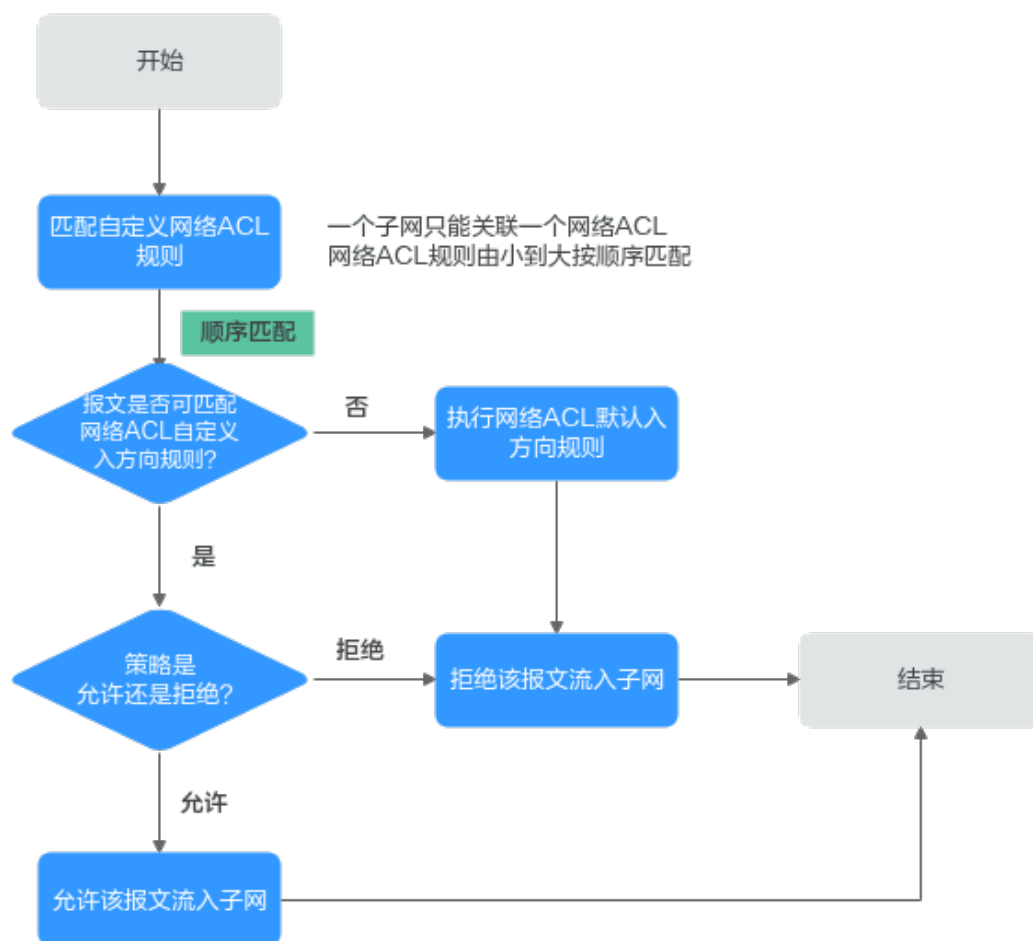 开始
匹配自定义网络ACL
规则
一个子网只能关联一个网络ACL
网络ACL规则由小到大按顺序匹配
顺序匹配
报文是否可匹配
网络ACL自定义
入方向规则?
否
执行网络ACL默认入
方向规则
是
策略是
允许还是拒绝?
拒绝
拒绝该报文流入子网
结束
允许
允许该报文流入子网